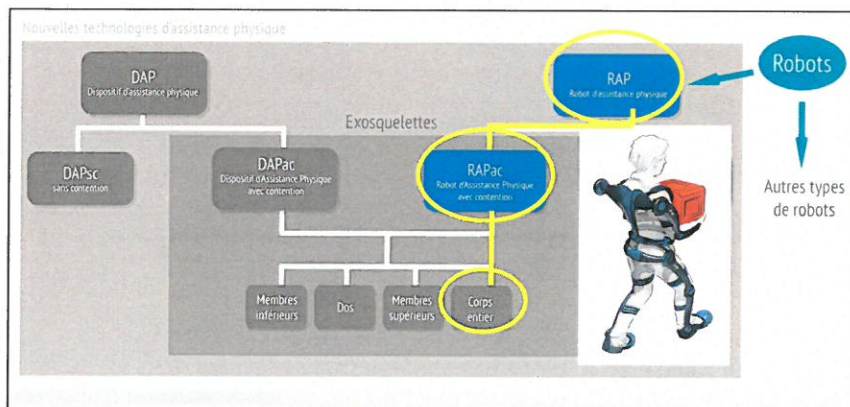 Nouvelles technologies d'assistance physique
DAP
Dispositif d'assistance physique
RAP
Robot d'assistance physique
Robots
Exosquelettes
DAPsc
sans contention
DAPac
Dispositif d'Assistance Physique
avec contention
RAPac
Robot d'Assistance Physique
avec contention
Autres types
de robots
Membres
inférieurs
Dos
Membres
supérieurs
Corps
entier